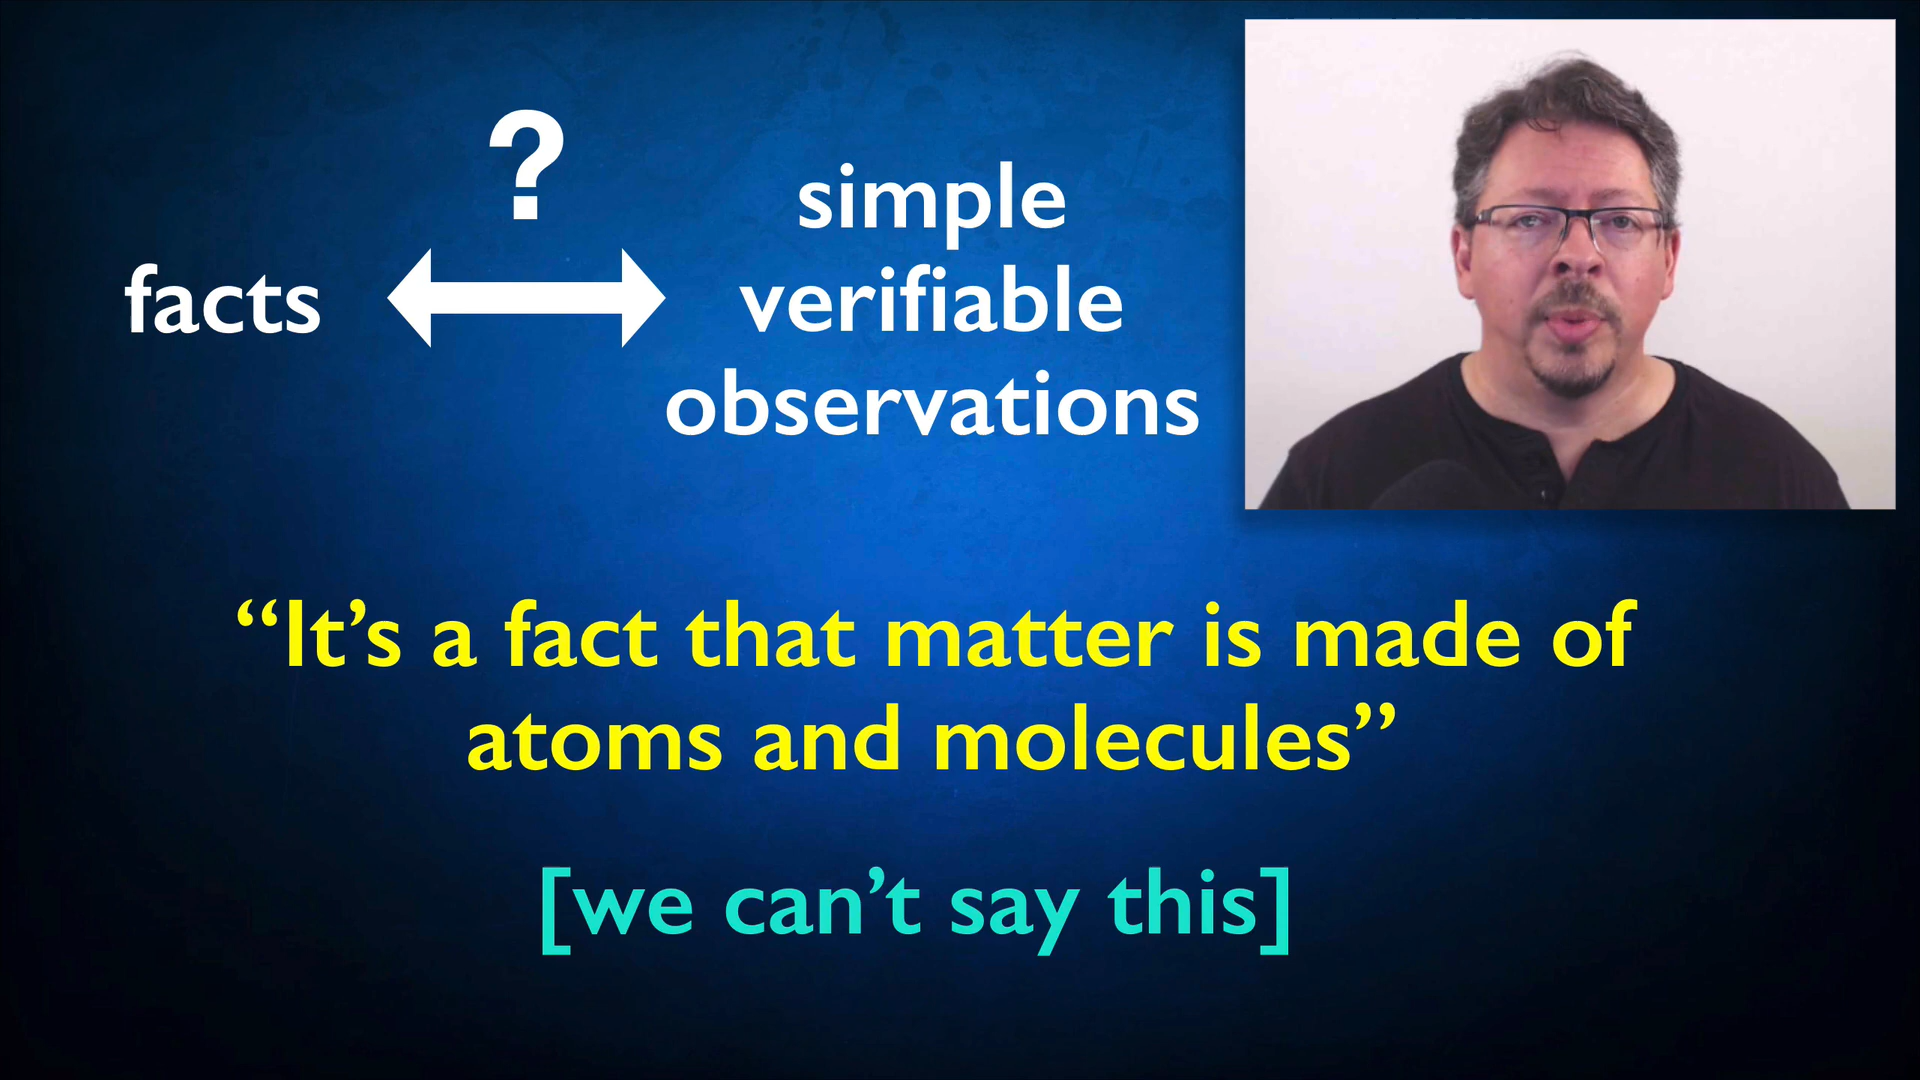 ?
facts
simple
verifiable
observations
“It’s a fact that matter is made of
atoms and molecules”
[we can’t say this]